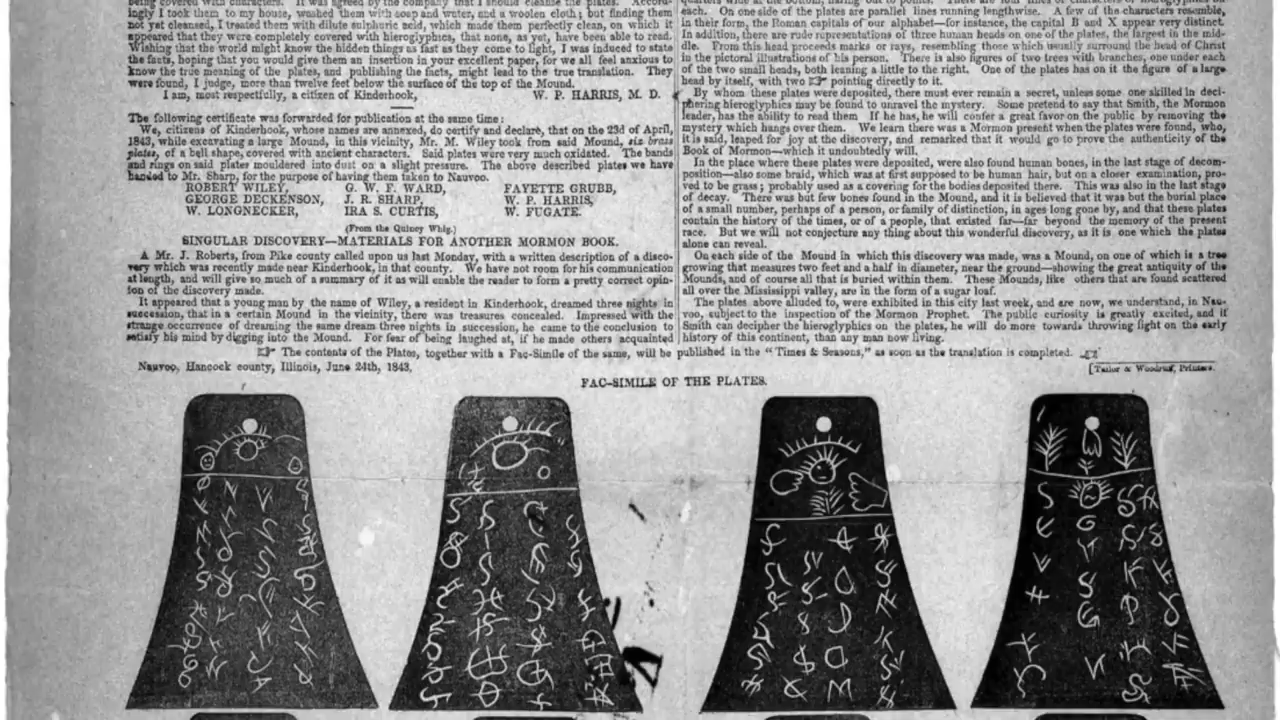 being covered with characters. It was agreed by the company that I should cleanse the plates. Accord-
ingly I took them to my house, washed them with soap and water, and a woolen cloth; but finding them
not yet cleansed, I treated them with dilute sulphuric acid, which made them perfectly clean, on which it
appeared that they were completely covered with hieroglyphics, that none, as yet, have been able to read.
Wishing that the world might know the hidden things as fast as they come to light, I was induced to state
the facts, hoping that you would give them an insertion in your excellent paper, for we all feel anxious to
know the true meaning of the plates, and publishing the facts, might lead to the true translation. They
were found, I judge, more than twelve feet below the surface of the top of the Mound.
I am, most respectfully, a citizen of Kinderhook, W. P. HARRIS, M. D.
The following certificate was forwarded for publication at the same time:
We, citizens of Kinderhook, whose names are annexed, do certify and declare, that on the 23d of April,
1843, while excavating a large Mound, in this vicinity, Mr. M. Wiley took from said Mound, six brass
plates, of a bell shape, covered with ancient characters. Said plates were very much oxidated. The bands
and rings on said plates mouldered into dust on a slight pressure. The above described plates we have
handed to Mr. Sharp, for the purpose of having them taken to Nauvoo.
ROBERT WILEY, G. W. F. WARD, FAYETTE GRUBB,
GEORGE DECKENSON, J. R. SHARP, W. P. HARRIS,
W. LONGNECKER, IRA S. CURTIS, W. FUGATE.
(From the Quincy Whig.)
SINGULAR DISCOVERY—MATERIALS FOR ANOTHER MORMON BOOK.
A Mr. J. Roberts, from Pike county called upon us last Monday, with a written description of a disco-
very which was recently made near Kinderhook, in that county. We have not room for his communication
at length, and will give so much of a summary of it as will enable the reader to form a pretty correct opin-
ion of the discovery made.
It appeared that a young man by the name of Wiley, a resident in Kinderhook, dreamed three nights in
succession, that in a certain Mound in the vicinity, there was treasures concealed. Impressed with the
strange occurrence of dreaming the same dream three nights in succession, he came to the conclusion to
satisfy his mind by digging into the Mound. For fear of being laughed at, if he made others acquainted
quarters wide at the bottom,
each. On one side of the plates are parallel lines running lengthwise. A few of the characters resemble,
in their form, the Roman capitals of our alphabet—for instance, the capital B and X appear very distinct.
In addition, there are rude representations of three human heads on one of the plates, the largest in the mid-
dle. From this head proceeds marks or rays, resembling those which usually surround the head of Christ
in the pictorial illustrations of his person. There is also figures of two trees with branches, one under each
of the two small heads, both leaning a little to the right. One of the plates has on it the figure of a large
head by itself, with two ☞ pointing directly to it.
By whom these plates were deposited, there must ever remain a secret, unless some one skilled in deci-
phering hieroglyphics may be found to unravel the mystery. Some pretend to say that Smith, the Mormon
leader, has the ability to read them If he has, he will confer a great favor on the public by removing the
mystery which hangs over them. We learn there was a Mormon present when the plates were found, who,
it is said, leaped for joy at the discovery, and remarked that it would go to prove the authenticity of the
Book of Mormon—which it undoubtedly will.
In the place where these plates were deposited, were also found human bones, in the last stage of decom-
position—also some braid, which was at first supposed to be human hair, but on a closer examination, pro-
ved to be grass; probably used as a covering for the bodies deposited there. This was also in the last stage
of decay. There was but few bones found in the Mound, and it is believed that it was but the burial place
of a small number, perhaps of a person, or family of distinction, in ages long gone by, and that these plates
contain the history of the times, or of a people, that existed far—far beyond the memory of the present
race. But we will not conjecture any thing about this wonderful discovery, as it is one which the plates
alone can reveal.
On each side of the Mound in which this discovery was made, was a Mound, on one of which is a tree
growing that measures two feet and a half in diameter, near the ground—showing the great antiquity of the
Mounds, and of course all that is buried within them. These Mounds, like others that are found scattered
all over the Mississippi valley, are in the form of a sugar loaf.
The plates above alluded to, were exhibited in this city last week, and are now, we understand, in Nau-
voo, subject to the inspection of the Mormon Prophet. The public curiosity is greatly excited, and if
Smith can decipher the hieroglyphics on the plates, he will do more towards throwing light on the early
history of this continent, than any man now living.
☞ The contents of the Plates, together with a Fac-Simile of the same, will be published in the "Times & Seasons," as soon as the translation is completed.
Nauvoo, Hancock county, Illinois, June 24th, 1843. [Taylor & Woodruff, Printers.
FAC-SIMILE OF THE PLATES.